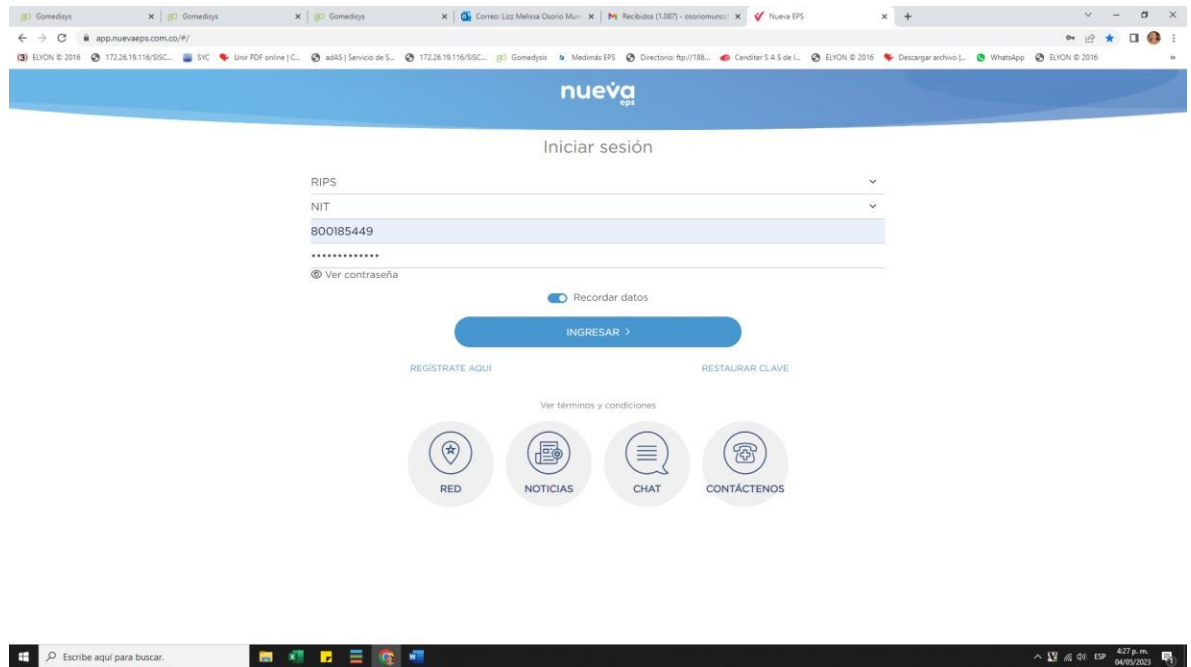 Gomedisys
Gomedisys
Gomedisys
Correo: Lizz Melissa Osorio Mun
Recibidos (1.087) - osoriomunoz
Nueva EPS
app.nuevaeps.com.co/#/
ELYON © 2016
172.26.19.116/SISC...
SYC
Unir PDF online | C...
adAS | Servicio de S...
172.26.19.116/SISC...
Gomedysis
Medimás EPS
Directorio: ftp://186...
Cenditer S A S de l...
ELYON © 2016
Descargar archivo |...
WhatsApp
ELYON © 2016
»
nueva
eps
Iniciar sesión
RIPS
NIT
800185449
•••••••••••••
Ver contraseña
Recordar datos
INGRESAR >
REGÍSTRATE AQUÍ
RESTAURAR CLAVE
Ver términos y condiciones
RED
NOTICIAS
CHAT
CONTÁCTENOS
Escribe aquí para buscar.
ESP
4:27 p. m.
04/05/2023